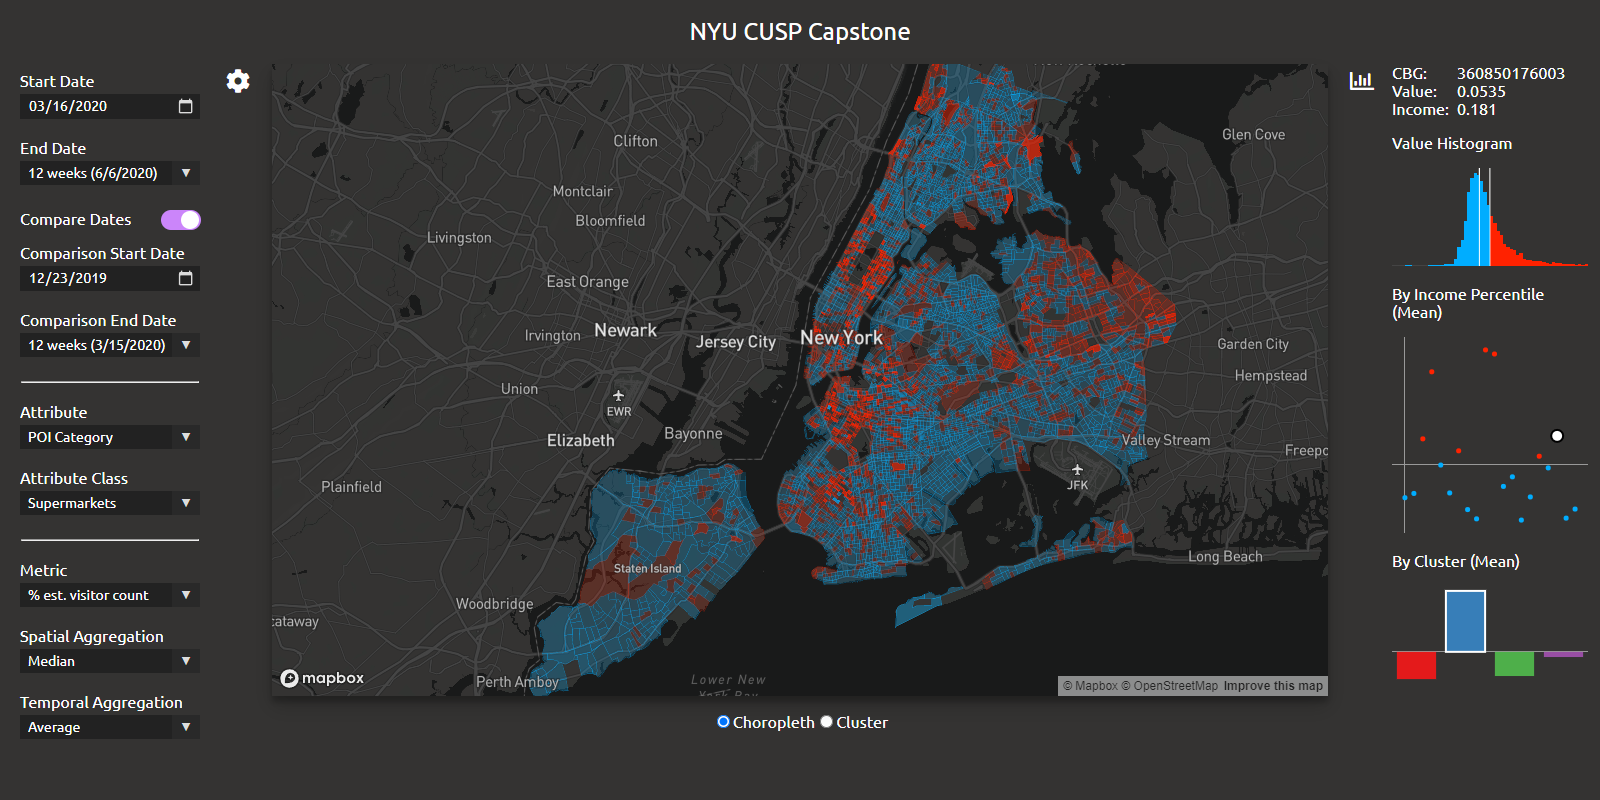 NYU CUSP Capstone
Start Date
03/16/2020
End Date
12 weeks (6/6/2020)
Compare Dates
Comparison Start Date
12/23/2019
Comparison End Date
12 weeks (3/15/2020)
Attribute
POI Category
Attribute Class
Supermarkets
Metric
% est. visitor count
Spatial Aggregation
Median
Temporal Aggregation
Average
Clifton
Glen Cove
Montclair
Bloomfield
Livingston
East Orange
Newark
Irvington
Jersey City
New York
Garden City
Hempstead
Union
EWR
Elizabeth
Bayonne
Valley Stream
Freepo
JFK
Plainfield
Long Beach
Staten Island
Woodbridge
cataway
Perth Amboy
Lower New
York Bay
mapbox
© Mapbox © OpenStreetMap Improve this map
Choropleth Cluster
CBG: 360850176003
Value: 0.0535
Income: 0.181
Value Histogram
By Income Percentile
(Mean)
By Cluster (Mean)